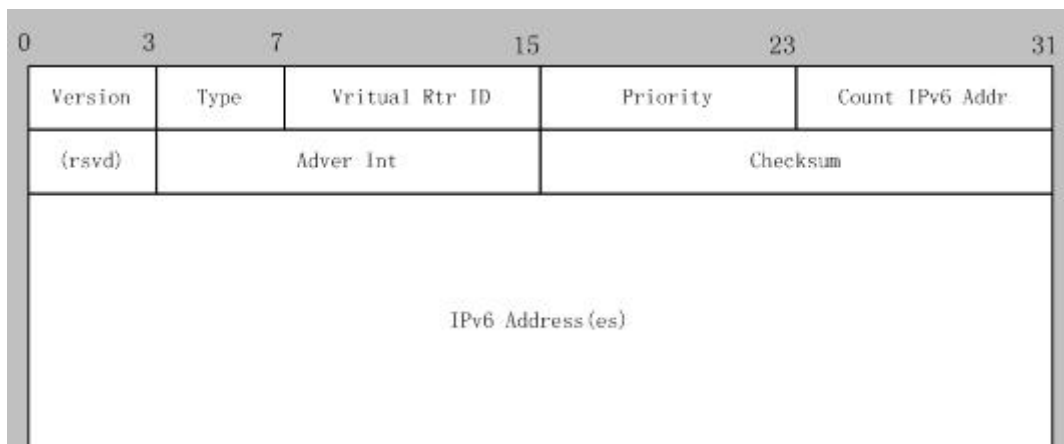 0 3 7 15 23 31
Version Type Vritual Rtr ID Priority Count IPv6 Addr
(rsvd) Adver Int Checksum
IPv6 Address(es)